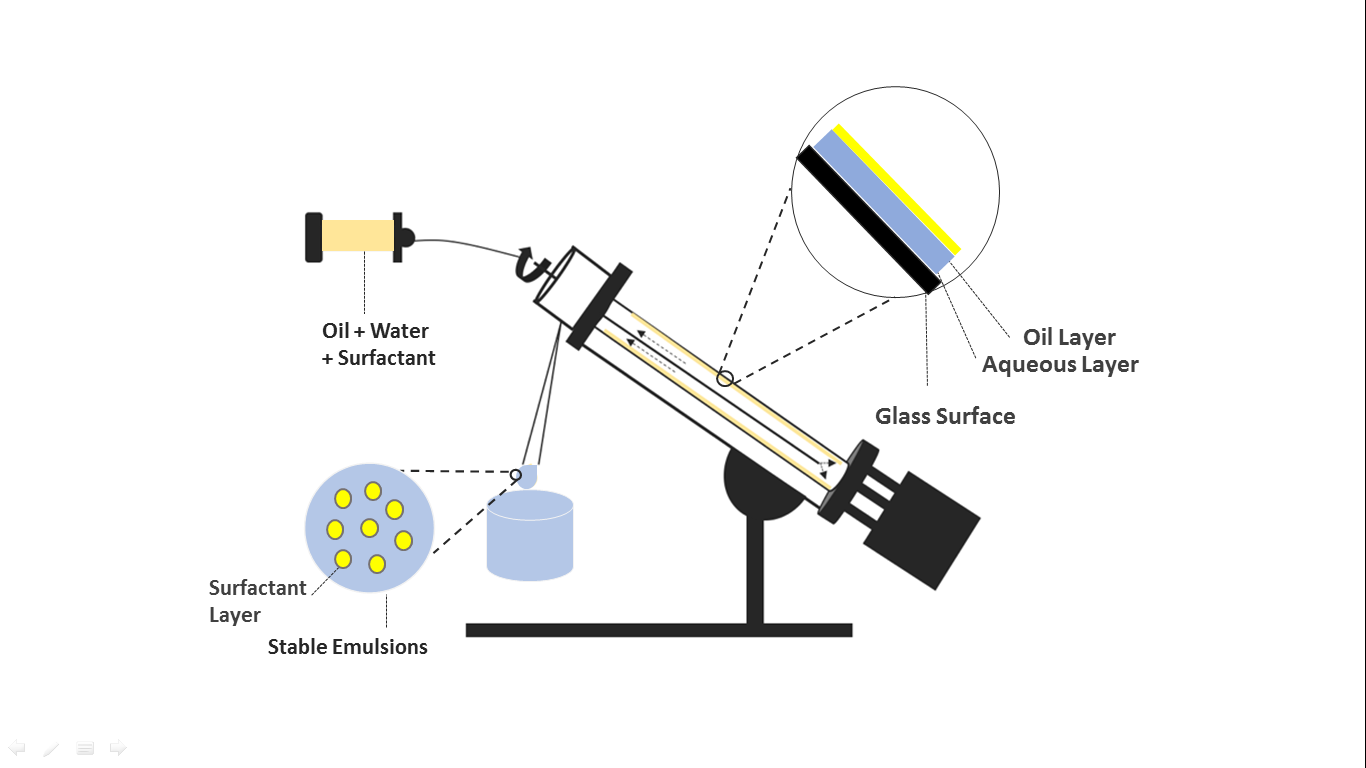 Oil + Water
+ Surfactant
Oil Layer
Aqueous Layer
Glass Surface
Surfactant
Layer
Stable Emulsions